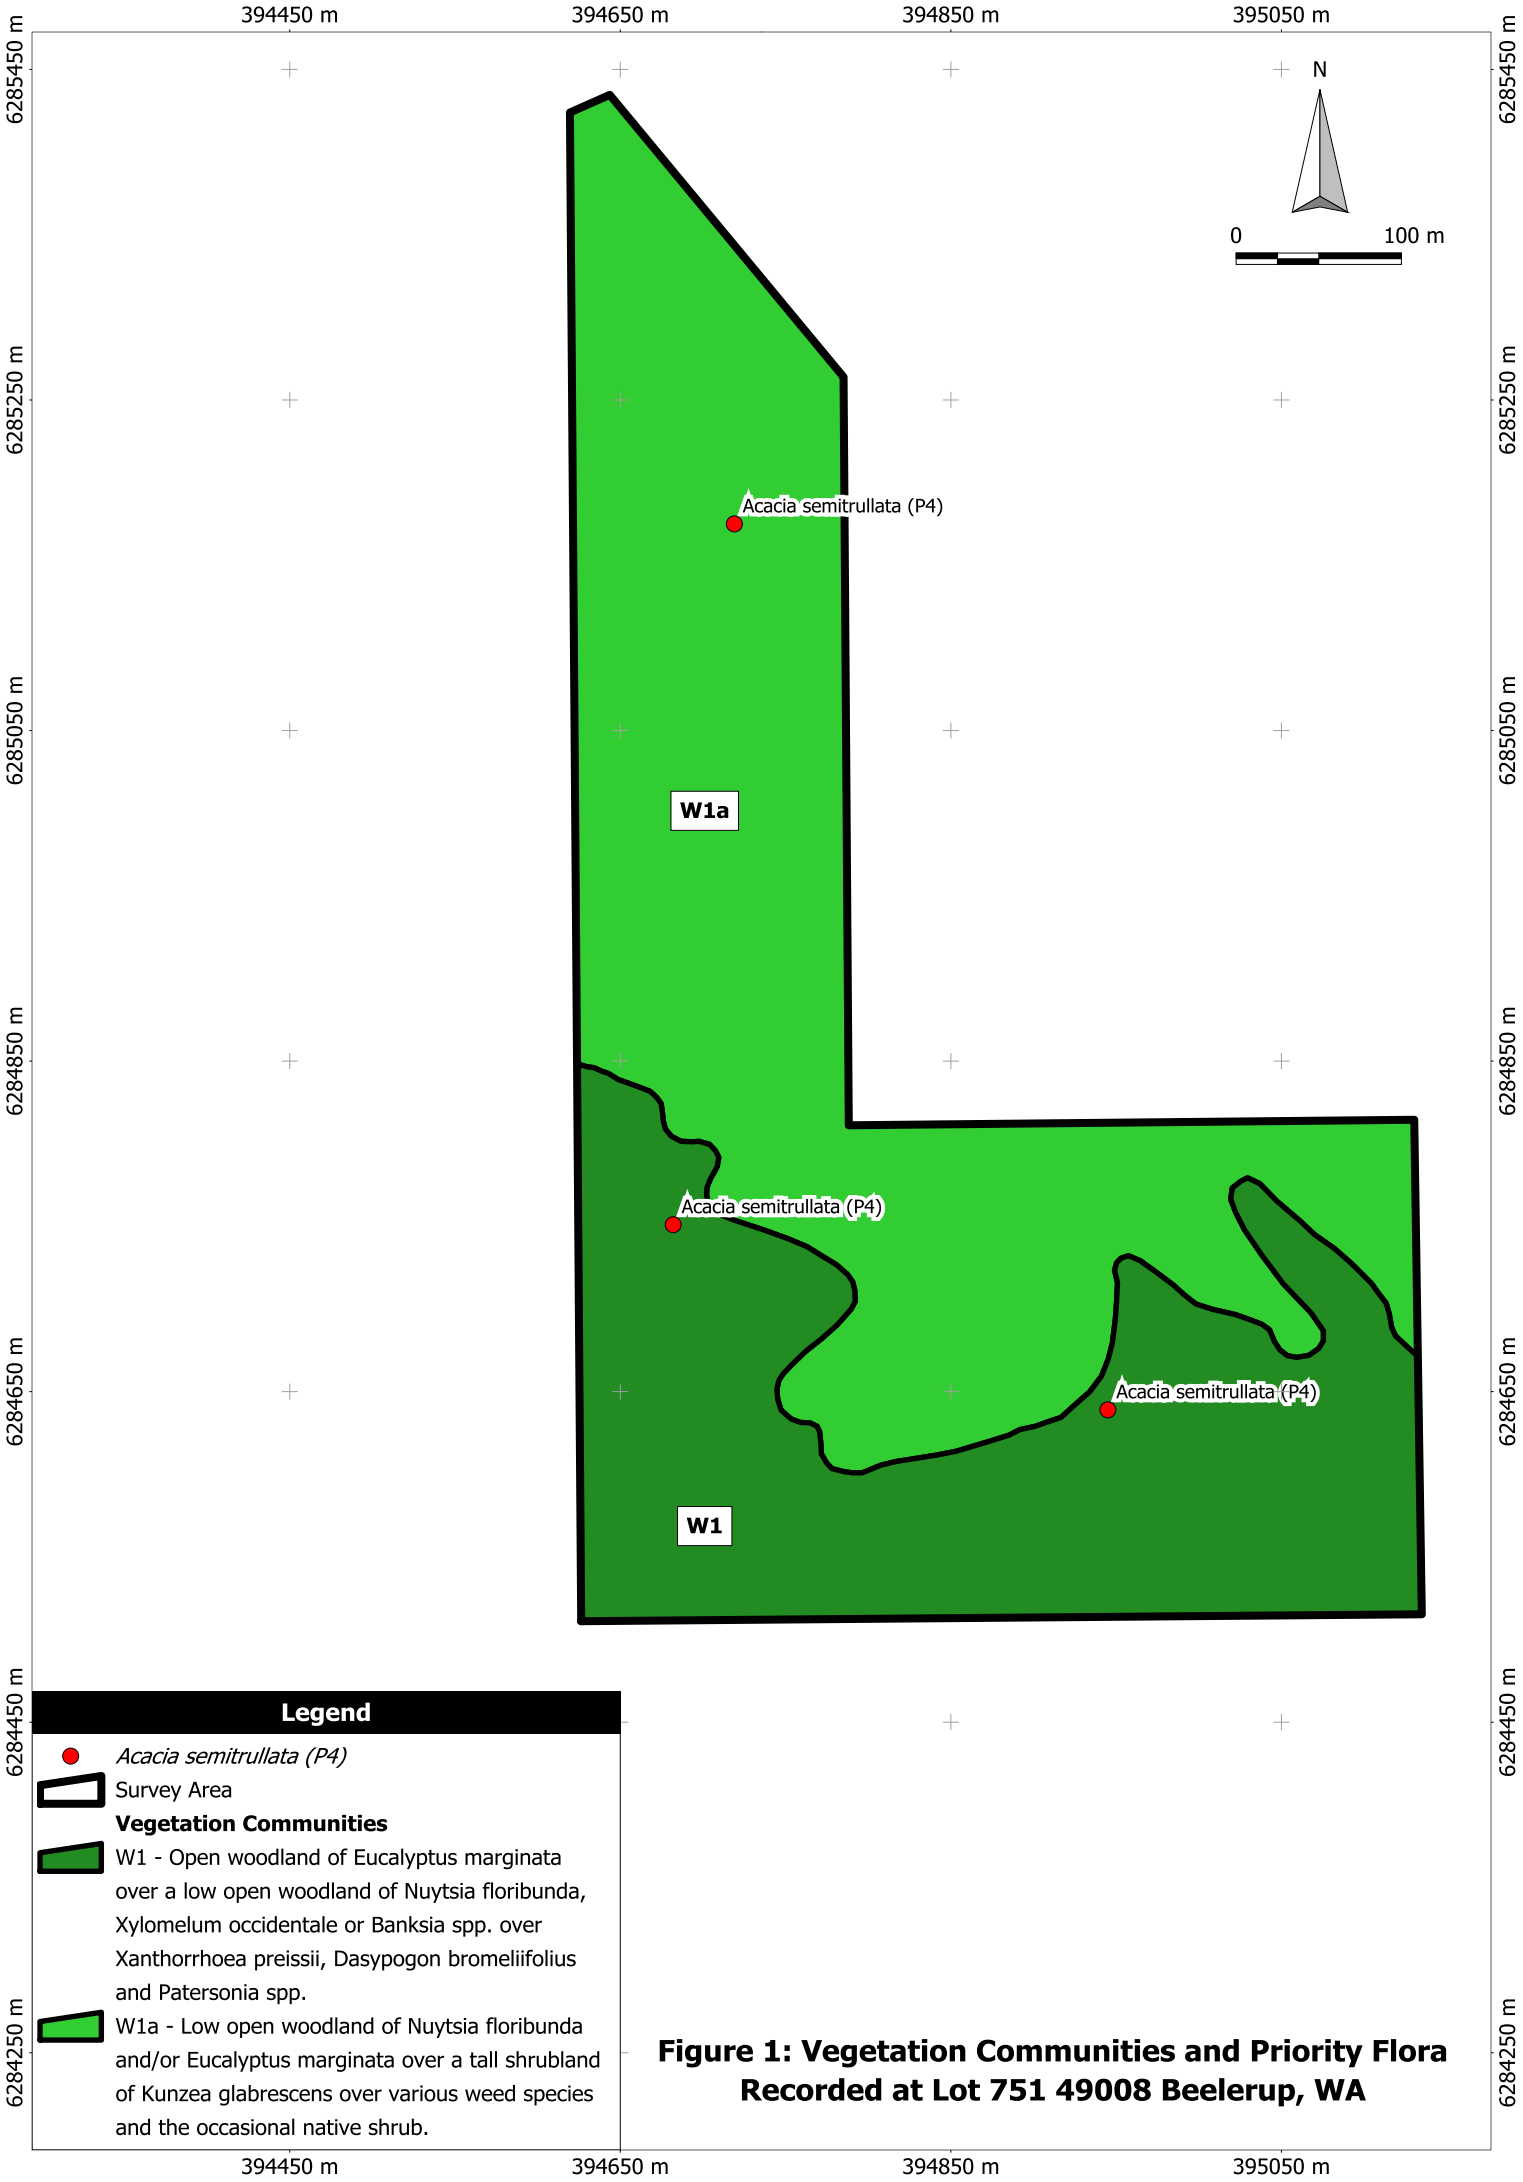 394450 m 394650 m 394850 m 395050 m
6285450 m 6285450 m
N
0 100 m
6285250 m 6285250 m
Acacia semitrullata (P4)
6285050 m 6285050 m
W1a
6284850 m 6284850 m
Acacia semitrullata (P4)
6284650 m 6284650 m
Acacia semitrullata (P4)
W1
6284450 m 6284450 m
Legend
Acacia semitrullata (P4)
Survey Area
Vegetation Communities
W1 - Open woodland of Eucalyptus marginata
over a low open woodland of Nuytsia floribunda,
Xylomelum occidentale or Banksia spp. over
Xanthorrhoea preissii, Dasypogon bromeliifolius
and Patersonia spp.
W1a - Low open woodland of Nuytsia floribunda
and/or Eucalyptus marginata over a tall shrubland
of Kunzea glabrescens over various weed species
and the occasional native shrub.
6284250 m 6284250 m
Figure 1: Vegetation Communities and Priority Flora
Recorded at Lot 751 49008 Beelerup, WA
394450 m 394650 m 394850 m 395050 m